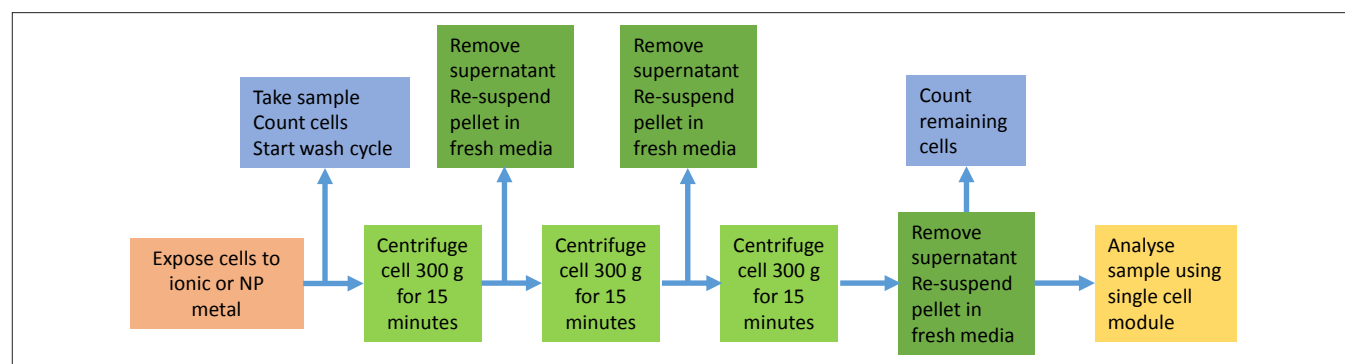 Expose cells to
ionic or NP
metal
Take sample
Count cells
Start wash cycle
Centrifuge
cell 300 g
for 15
minutes
Remove
supernatant
Re-suspend
pellet in
fresh media
Centrifuge
cell 300 g
for 15
minutes
Remove
supernatant
Re-suspend
pellet in
fresh media
Centrifuge
cell 300 g
for 15
minutes
Remove
supernatant
Re-suspend
pellet in
fresh media
Count
remaining
cells
Analyse
sample using
single cell
module